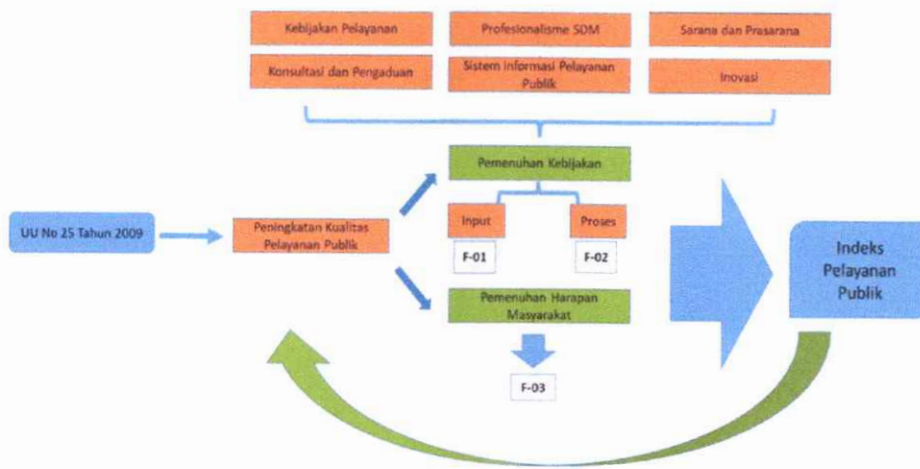 Kebijakan Pelayanan
Profesionalisme SDM
Sarana dan Prasarana
Konsultasi dan Pengaduan
Sistem Informasi Pelayanan
Publik
Inovasi
Pemenuhan Kebijakan
Input
Proses
F-01
F-02
UU No 25 Tahun 2009
Peningkatan Kualitas
Pelayanan Publik
Pemenuhan Harapan
Masyarakat
F-03
Indeks
Pelayanan
Publik